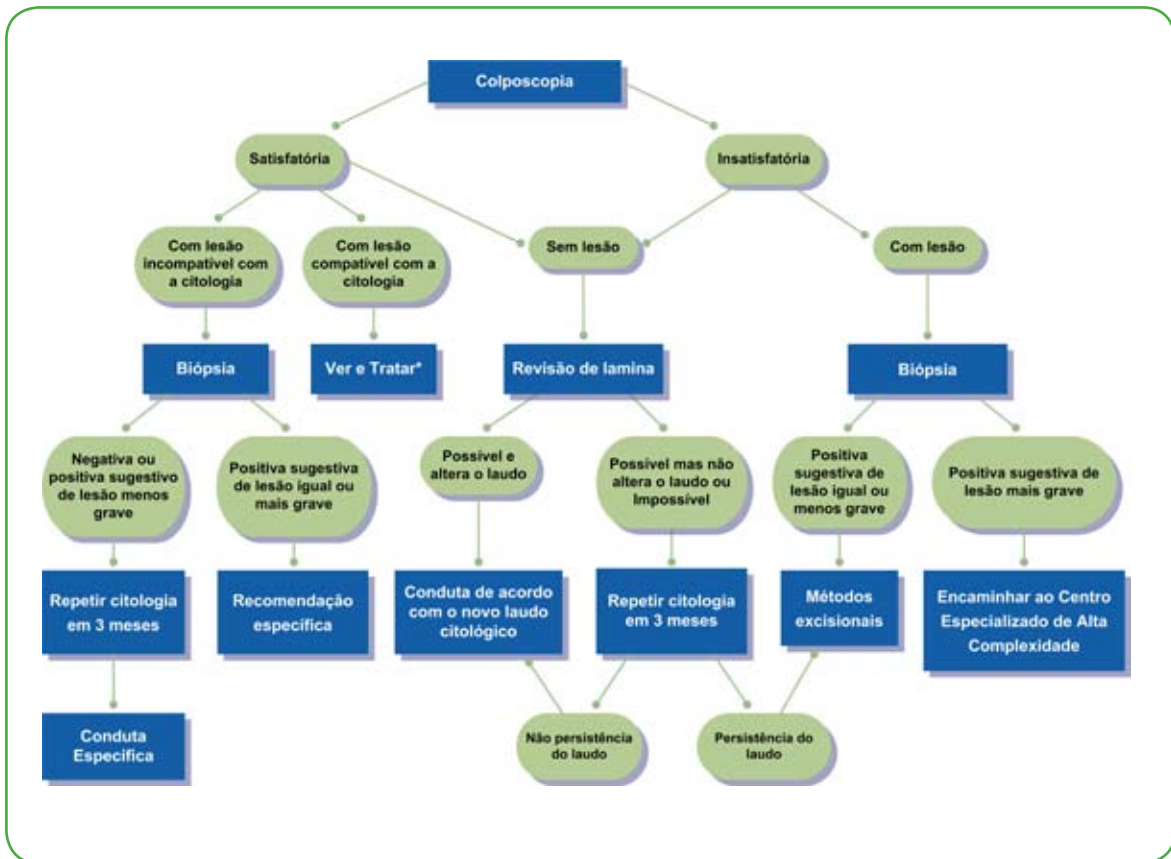 Colposcopia
Satisfatória
Insatisfatória
Com lesão
incompatível com
a citologia
Com lesão
compatível com a
citologia
Sem lesão
Com lesão
Biópsia
Ver e Tratar*
Revisão de lamina
Biópsia
Negativa ou
positiva sugestivo
de lesão menos
grave
Positiva sugestiva
de lesão igual ou
mais grave
Possível e
altera o laudo
Possível mas não
altera o laudo ou
Impossível
Positiva
sugestiva de
lesão igual ou
menos grave
Positiva sugestiva de
lesão mais grave
Repetir citologia
em 3 meses
Recomendação
específica
Conduta de acordo
com o novo laudo
citológico
Repetir citologia
em 3 meses
Métodos
excisionais
Encaminhar ao Centro
Especializado de Alta
Complexidade
Conduta
Específica
Não persistência
do laudo
Persistência do
laudo